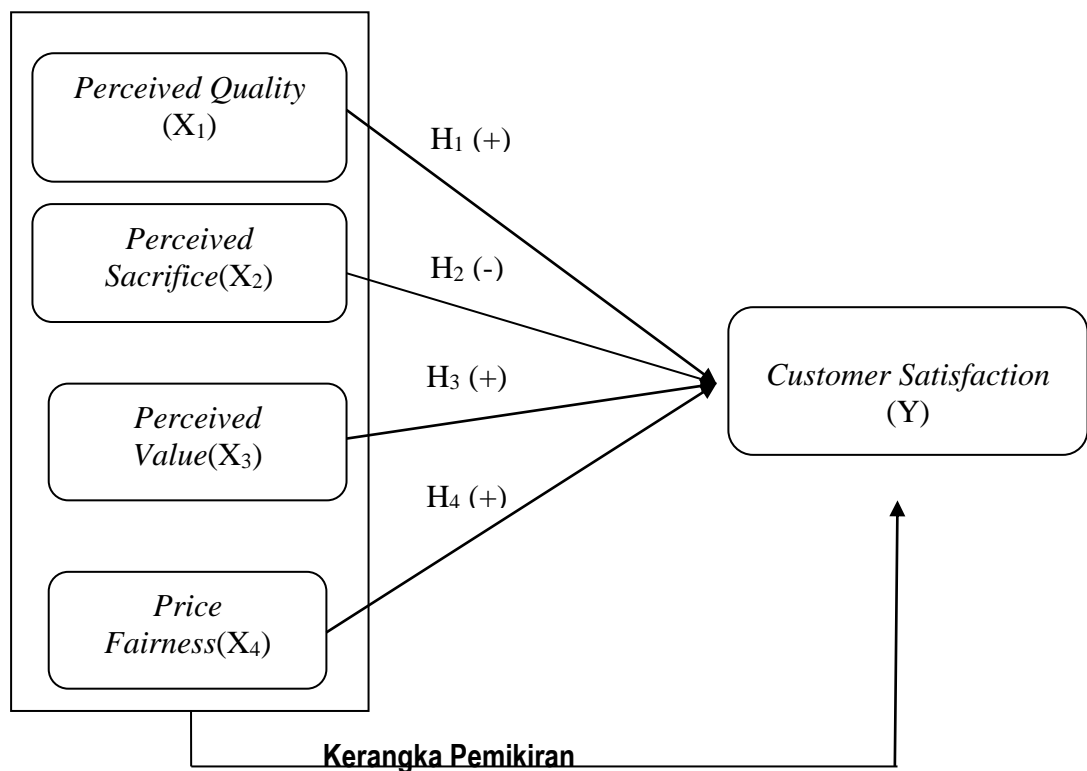 Perceived Quality
(X₁)
H₁ (+)
Perceived
Sacrifice(X₂)
H₂ (-)
Perceived
Value(X₃)
H₃ (+)
Customer Satisfaction
(Y)
H₄ (+)
Price
Fairness(X₄)
Kerangka Pemikiran